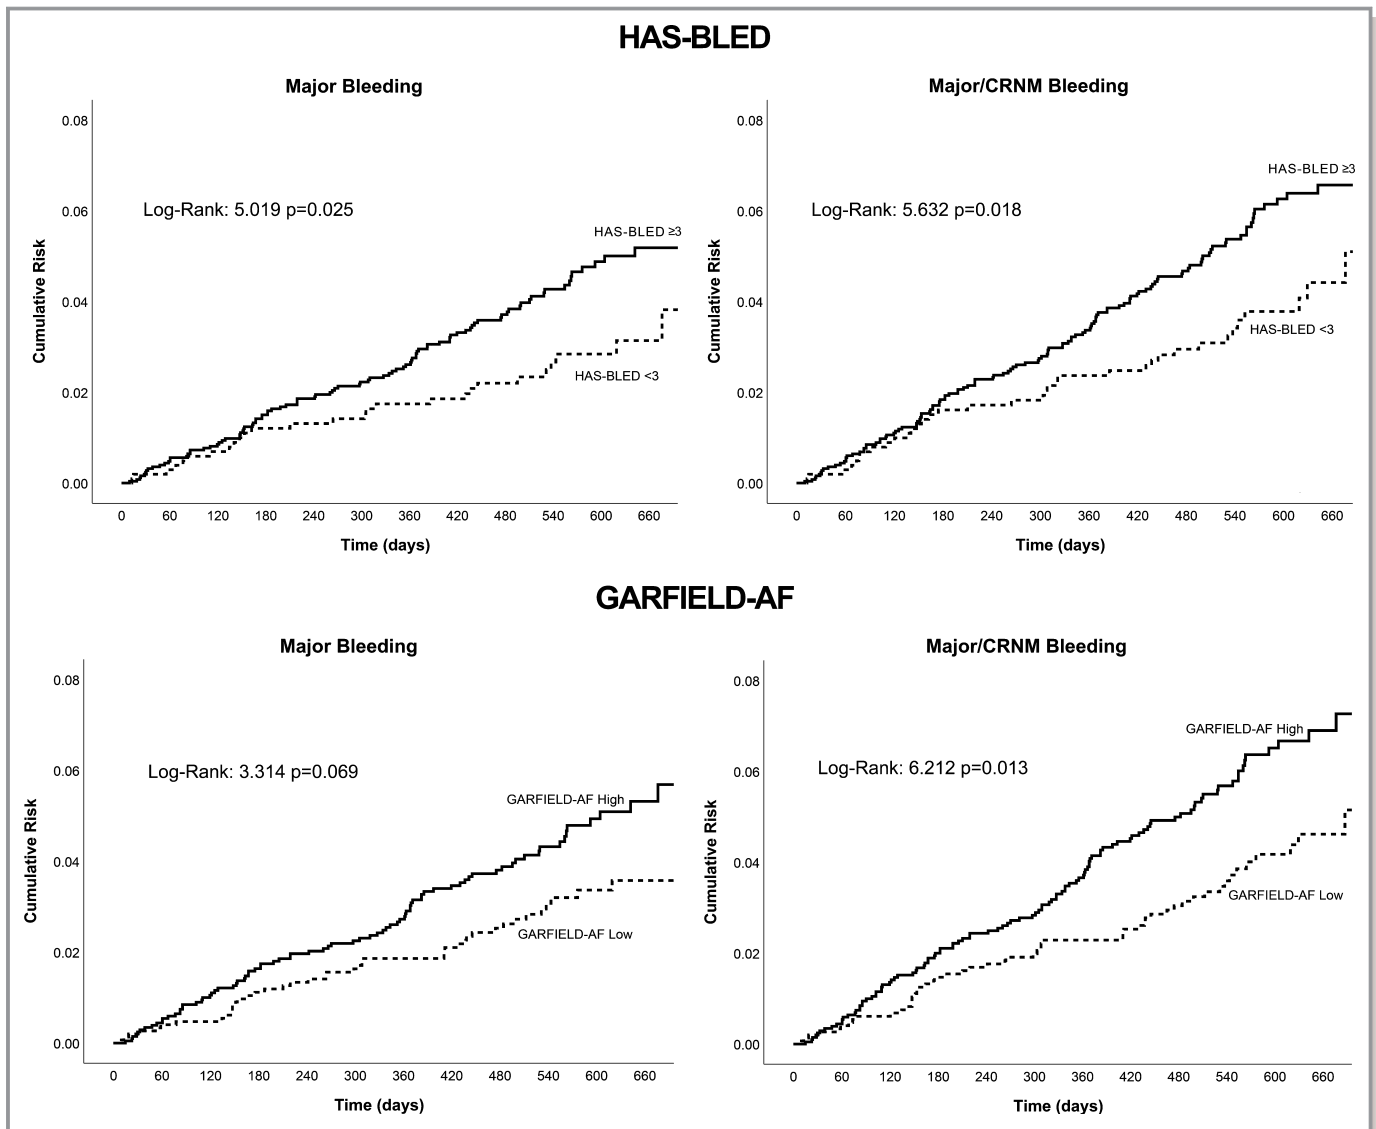 HAS-BLED
Major Bleeding
0.08
0.06
0.04
0.02
0.00
Cumulative Risk
Log-Rank: 5.019 p=0.025
HAS-BLED ≥3
HAS-BLED <3
0 60 120 180 240 300 360 420 480 540 600 660
Time (days)
Major/CRNM Bleeding
0.08
0.06
0.04
0.02
0.00
Cumulative Risk
Log-Rank: 5.632 p=0.018
HAS-BLED ≥3
HAS-BLED <3
0 60 120 180 240 300 360 420 480 540 600 660
Time (days)
GARFIELD-AF
Major Bleeding
0.08
0.06
0.04
0.02
0.00
Cumulative Risk
Log-Rank: 3.314 p=0.069
GARFIELD-AF High
GARFIELD-AF Low
0 60 120 180 240 300 360 420 480 540 600 660
Time (days)
Major/CRNM Bleeding
0.08
0.06
0.04
0.02
0.00
Cumulative Risk
Log-Rank: 6.212 p=0.013
GARFIELD-AF High
GARFIELD-AF Low
0 60 120 180 240 300 360 420 480 540 600 660
Time (days)